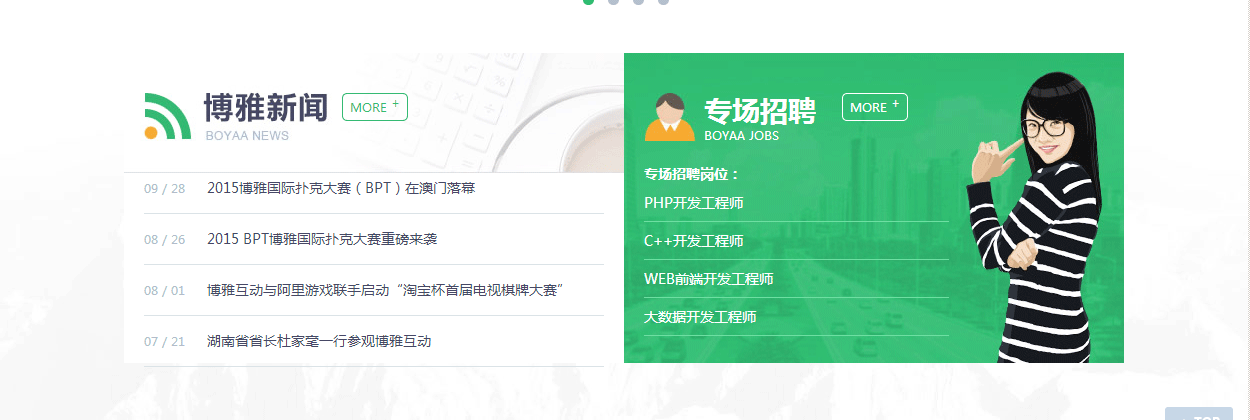 博雅新闻
MORE +
BOYAA NEWS
09 / 28 2015博雅国际扑克大赛（BPT）在澳门落幕
08 / 26 2015 BPT博雅国际扑克大赛重磅来袭
08 / 01 博雅互动与阿里游戏联手启动“淘宝杯首届电视棋牌大赛”
07 / 21 湖南省省长杜家毫一行参观博雅互动
专场招聘
MORE +
BOYAA JOBS
专场招聘岗位：
PHP开发工程师
C++开发工程师
WEB前端开发工程师
大数据开发工程师
TOP